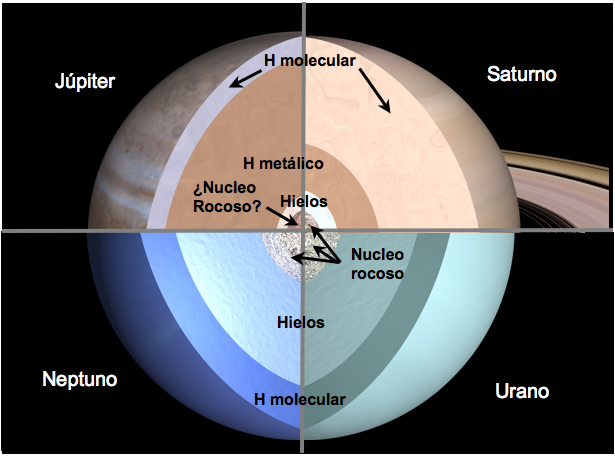 H molecular
Júpiter
Saturno
H metálico
¿Nucleo
Rocoso?
Hielos
Nucleo
rocoso
Hielos
Neptuno
H molecular
Urano